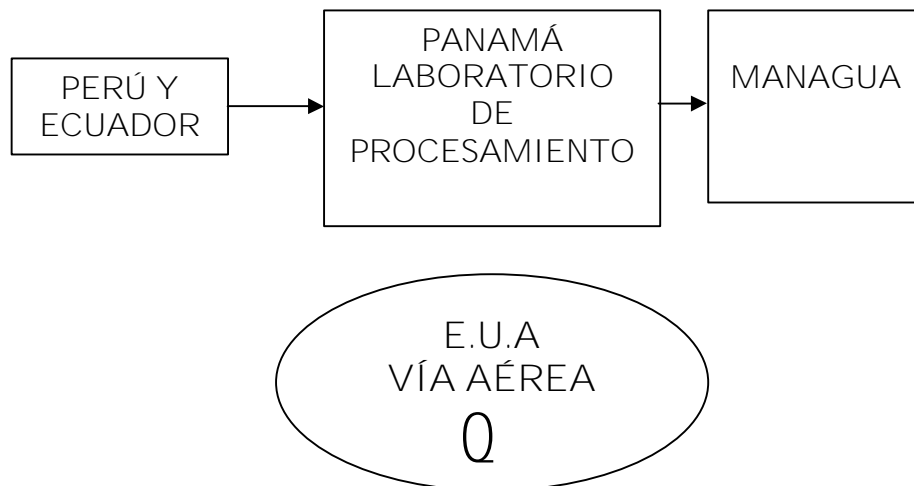 PERÚ Y
ECUADOR
PANAMÁ
LABORATORIO
DE
PROCESAMIENTO
MANAGUA
E.U.A
VÍA AÉREA
Q